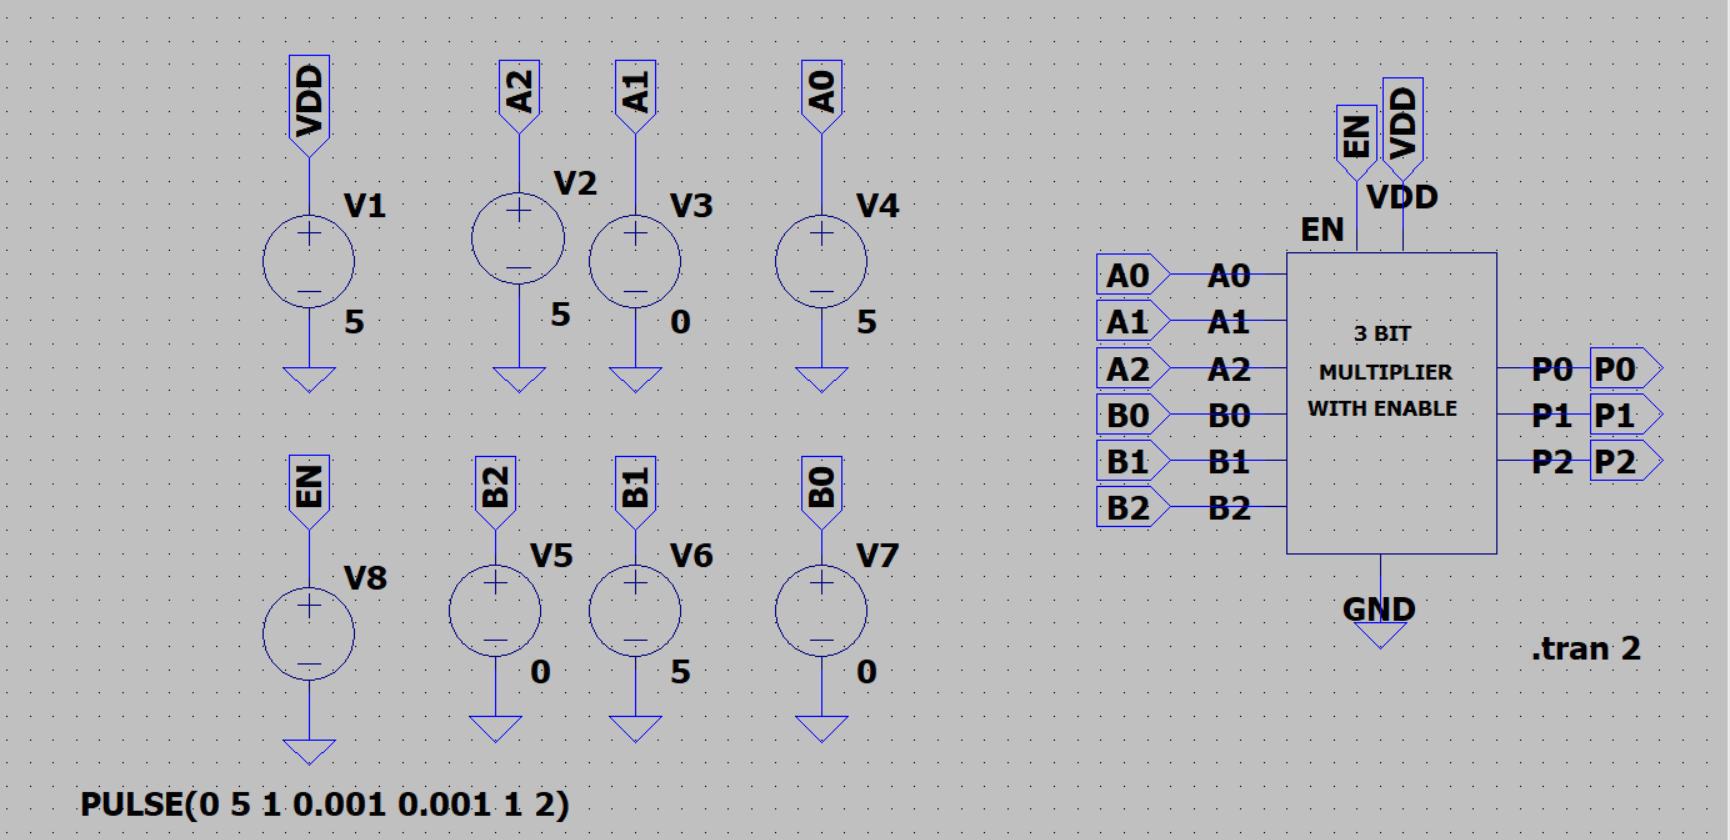 VDD
A2
A1
A0
V1
V2
V3
V4
5
5
0
5
EN
B2
B1
B0
V8
V5
V6
V7
0
5
0
PULSE(0 5 1 0.001 0.001 1 2)
EN
VDD
EN
VDD
A0 A0
A1 A1
A2 A2
B0 B0
B1 B1
B2 B2
3 BIT
MULTIPLIER
WITH ENABLE
P0 P0
P1 P1
P2 P2
GND
.tran 2